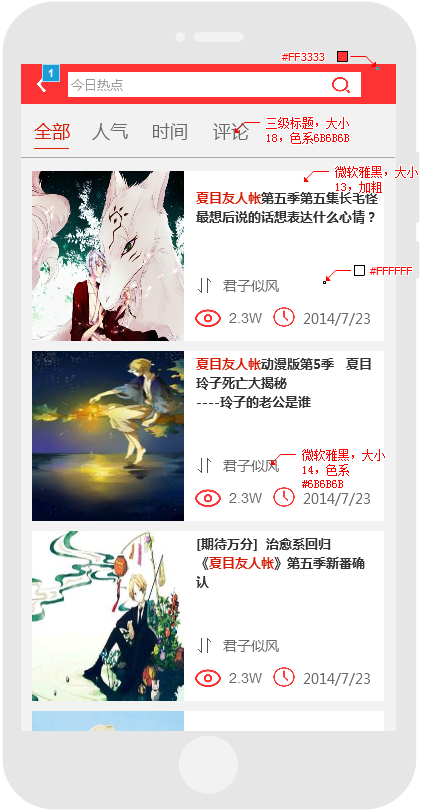 #FF3333
1
今日热点
全部 人气 时间 评论
三级标题，大小
18，色系6B6B6B
微软雅黑，大小
13，加粗
夏目友人帐第五季第五集长毛怪
最想后说的话想表达什么心情？
君子似风
#FFFFFF
2.3W 2014/7/23
夏目友人帐动漫版第5季 夏目
玲子死亡大揭秘
----玲子的老公是谁
君子似风
微软雅黑，大小
14，色系
#6B6B6B
2.3W 2014/7/23
[期待万分] 治愈系回归
《夏目友人帐》第五季新番确
认
君子似风
2.3W 2014/7/23